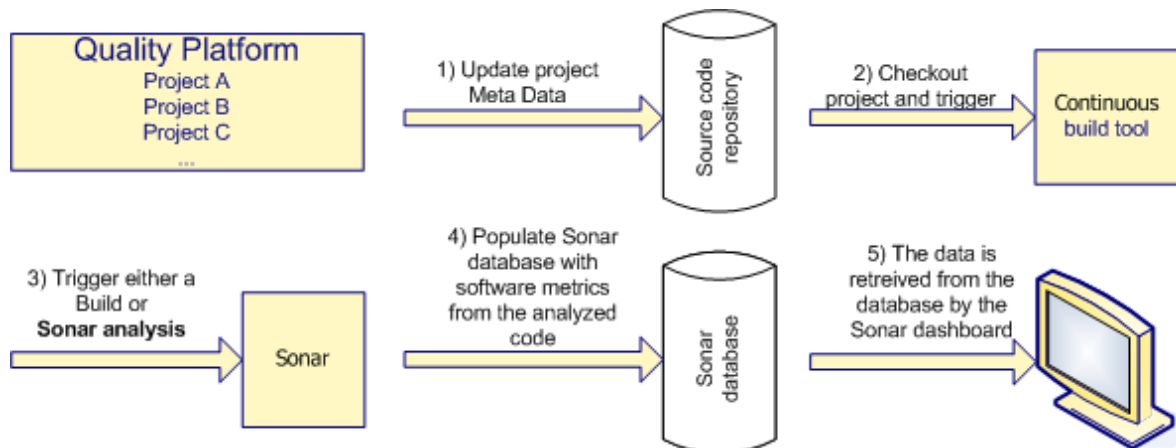 Quality Platform
Project A
Project B
Project C
...
1) Update project
Meta Data
Source code
repository
2) Checkout
project and trigger
Continuous
build tool
3) Trigger either a
Build or
Sonar analysis
Sonar
4) Populate Sonar
database with
software metrics
from the analyzed
code
Sonar
database
5) The data is
retreived from the
database by the
Sonar dashboard